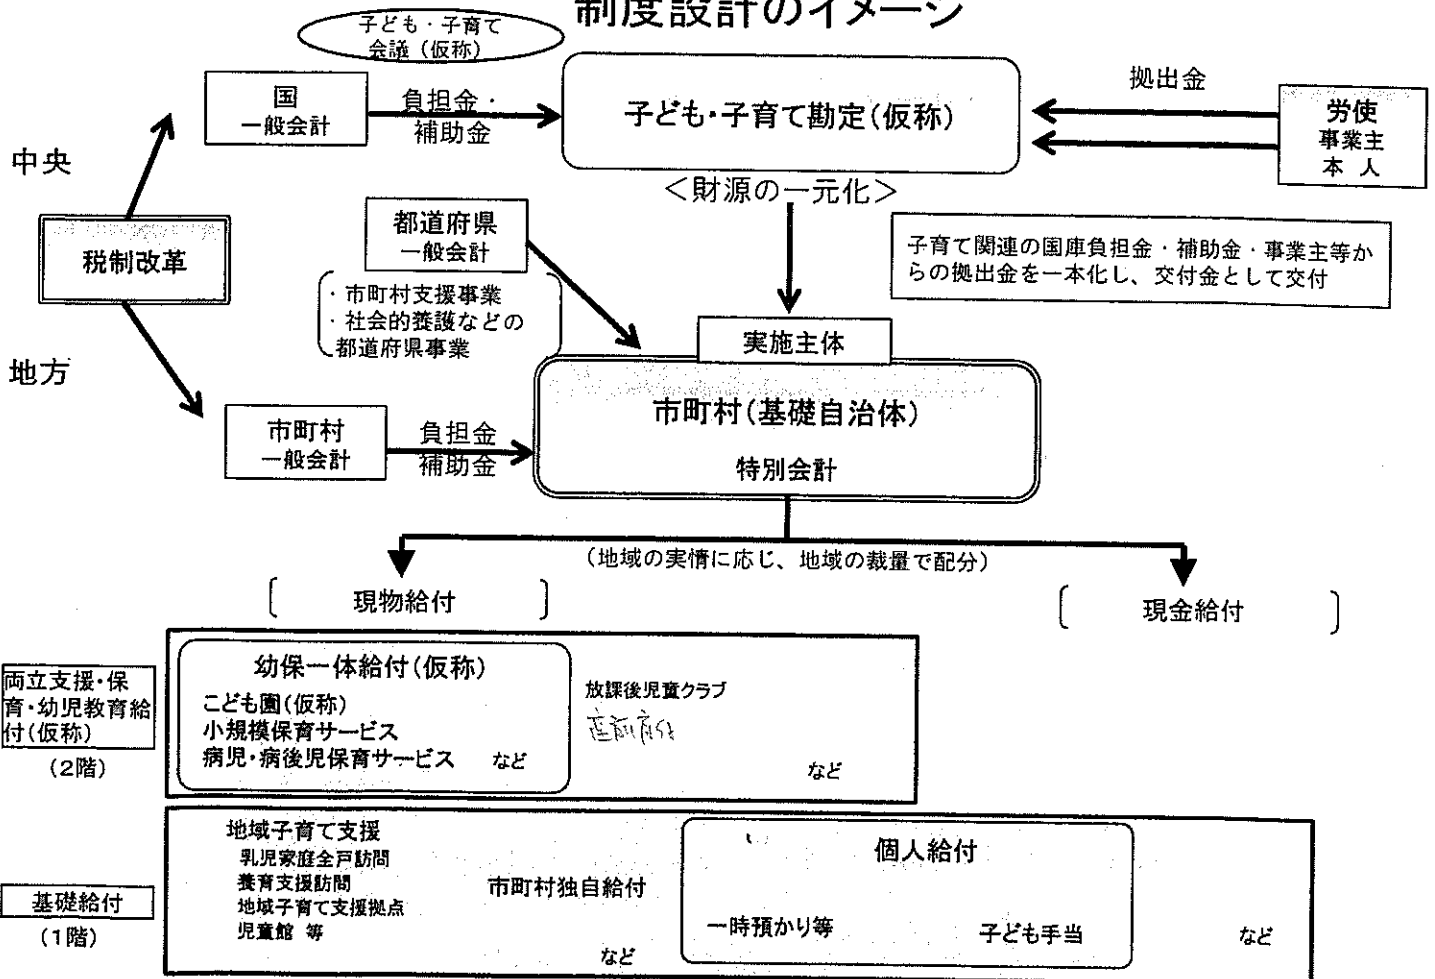 制度設計のイメージ
子ども・子育て
会議（仮称）
国
一般会計
負担金・
補助金
子ども・子育て勘定(仮称)
拠出金
労使
事業主
本 人
中央
＜財源の一元化＞
都道府県
一般会計
税制改革
子育て関連の国庫負担金・補助金・事業主等か
らの拠出金を一本化し、交付金として交付
・市町村支援事業
・社会的養護などの
都道府県事業
実施主体
地方
市町村(基礎自治体)
特別会計
市町村
一般会計
負担金
補助金
（地域の実情に応じ、地域の裁量で配分）
現物給付
現金給付
両立支援・保
育・幼児教育給
付(仮称)
(2階)
幼保一体給付(仮称)
こども園(仮称)
小規模保育サービス
病児・病後児保育サービス など
放課後児童クラブ
など
基礎給付
(1階)
地域子育て支援
乳児家庭全戸訪問
養育支援訪問
地域子育て支援拠点
児童館 等
市町村独自給付
など
個人給付
一時預かり等
子ども手当
など